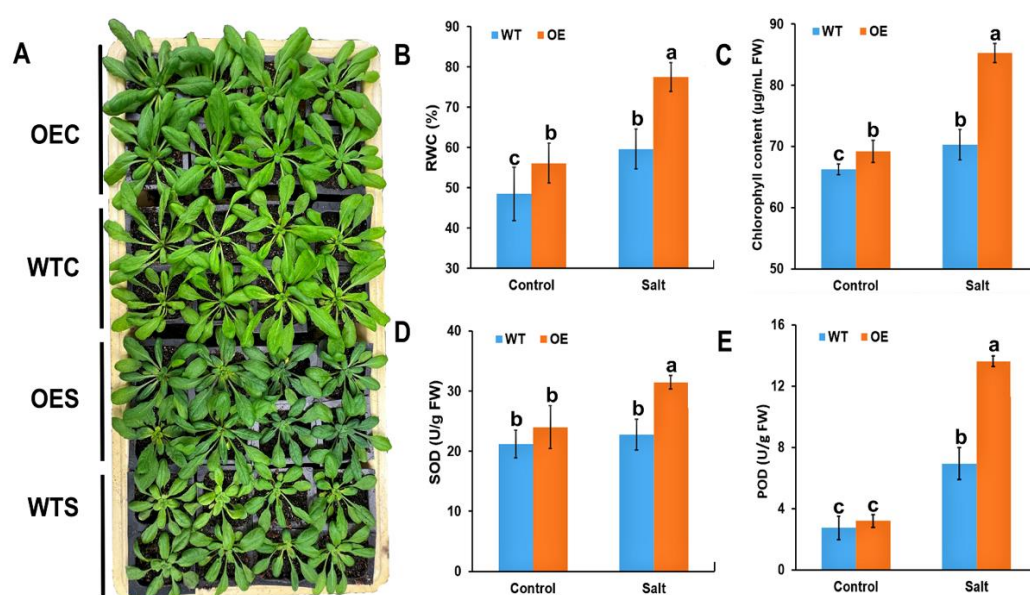 A
OEC
WTC
OES
WTS
B
WT OE
RWC (%)
90
80
70
60
50
40
30
c
b
b
a
Control Salt
C
WT OE
Chlorophyll content (µg/mL FW)
90
80
70
60
50
c
b
b
a
Control Salt
D
WT OE
SOD (U/g FW)
40
30
20
10
0
b
b
b
a
Control Salt
E
WT OE
POD (U/g FW)
16
12
8
4
0
c
c
b
a
Control Salt